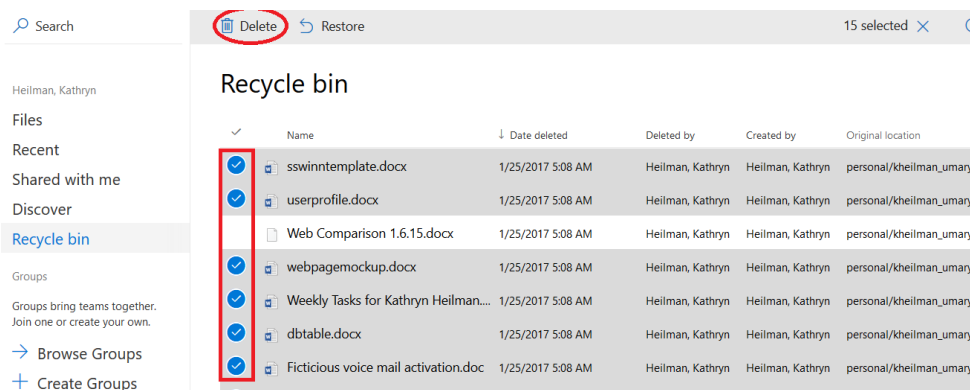 Search
Delete Restore 15 selected
Heilman, Kathryn
Files
Recent
Shared with me
Discover
Recycle bin
Groups
Groups bring teams together.
Join one or create your own.
Browse Groups
Create Groups
Recycle bin
Name Date deleted Deleted by Created by Original location
sswinntemplate.docx 1/25/2017 5:08 AM Heilman, Kathryn Heilman, Kathryn personal/kheilman_umary
userprofile.docx 1/25/2017 5:08 AM Heilman, Kathryn Heilman, Kathryn personal/kheilman_umary
Web Comparison 1.6.15.docx 1/25/2017 5:08 AM Heilman, Kathryn Heilman, Kathryn personal/kheilman_umary
webpagemockup.docx 1/25/2017 5:08 AM Heilman, Kathryn Heilman, Kathryn personal/kheilman_umary
Weekly Tasks for Kathryn Heilman.... 1/25/2017 5:08 AM Heilman, Kathryn Heilman, Kathryn personal/kheilman_umary
dbtable.docx 1/25/2017 5:08 AM Heilman, Kathryn Heilman, Kathryn personal/kheilman_umary
Ficticious voice mail activation.doc 1/25/2017 5:08 AM Heilman, Kathryn Heilman, Kathryn personal/kheilman_umary